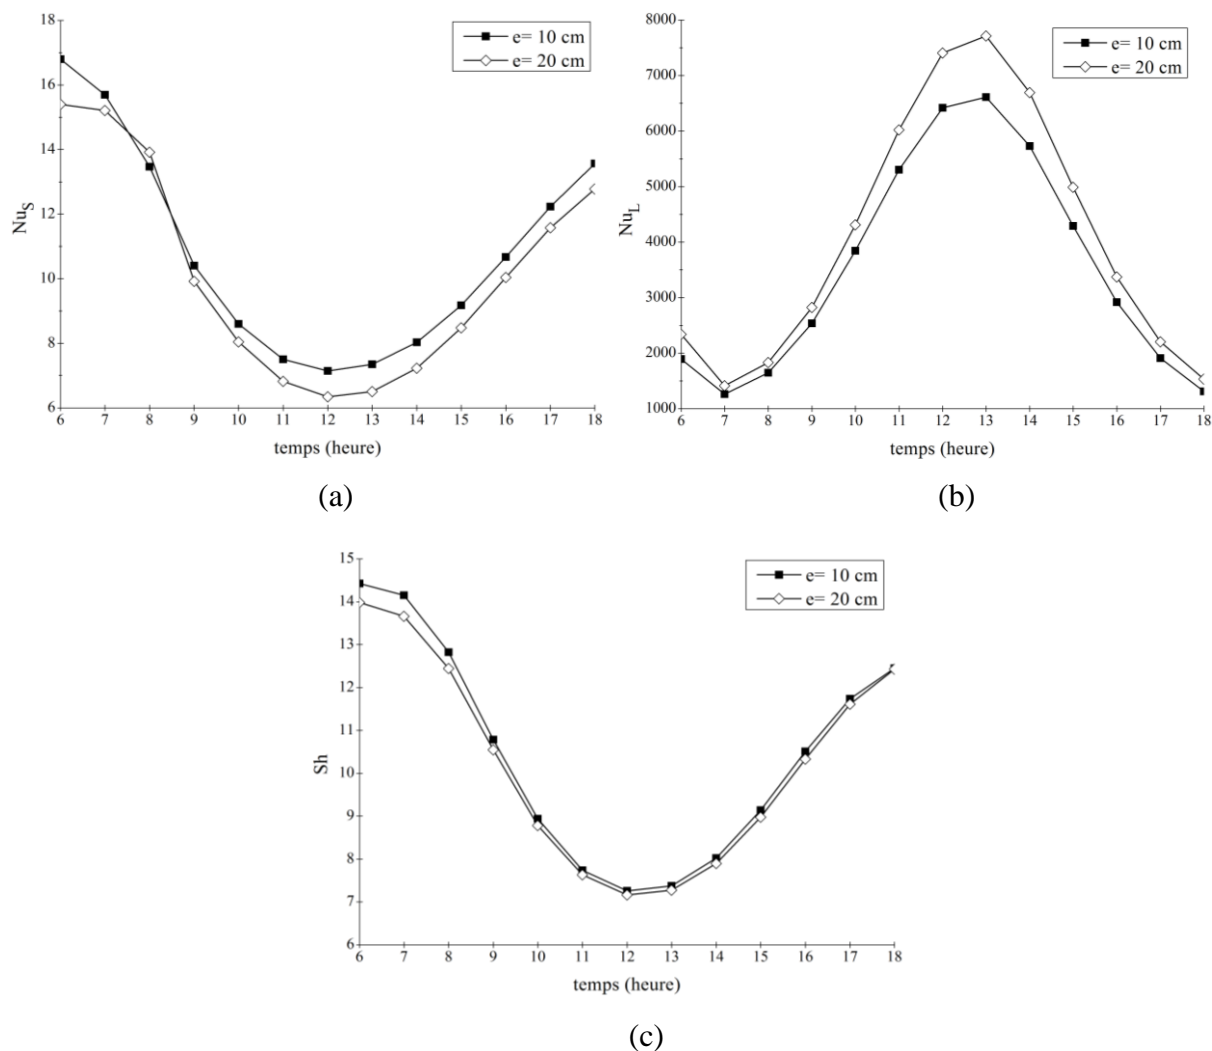 18
16
14
12
10
8
6
Nu_S
e= 10 cm
e= 20 cm
6 7 8 9 10 11 12 13 14 15 16 17 18
temps (heure)
(a)
8000
7000
6000
5000
4000
3000
2000
1000
Nu_L
e= 10 cm
e= 20 cm
6 7 8 9 10 11 12 13 14 15 16 17 18
temps (heure)
(b)
15
14
13
12
11
10
9
8
7
6
Sh
e= 10 cm
e= 20 cm
6 7 8 9 10 11 12 13 14 15 16 17 18
temps (heure)
(c)